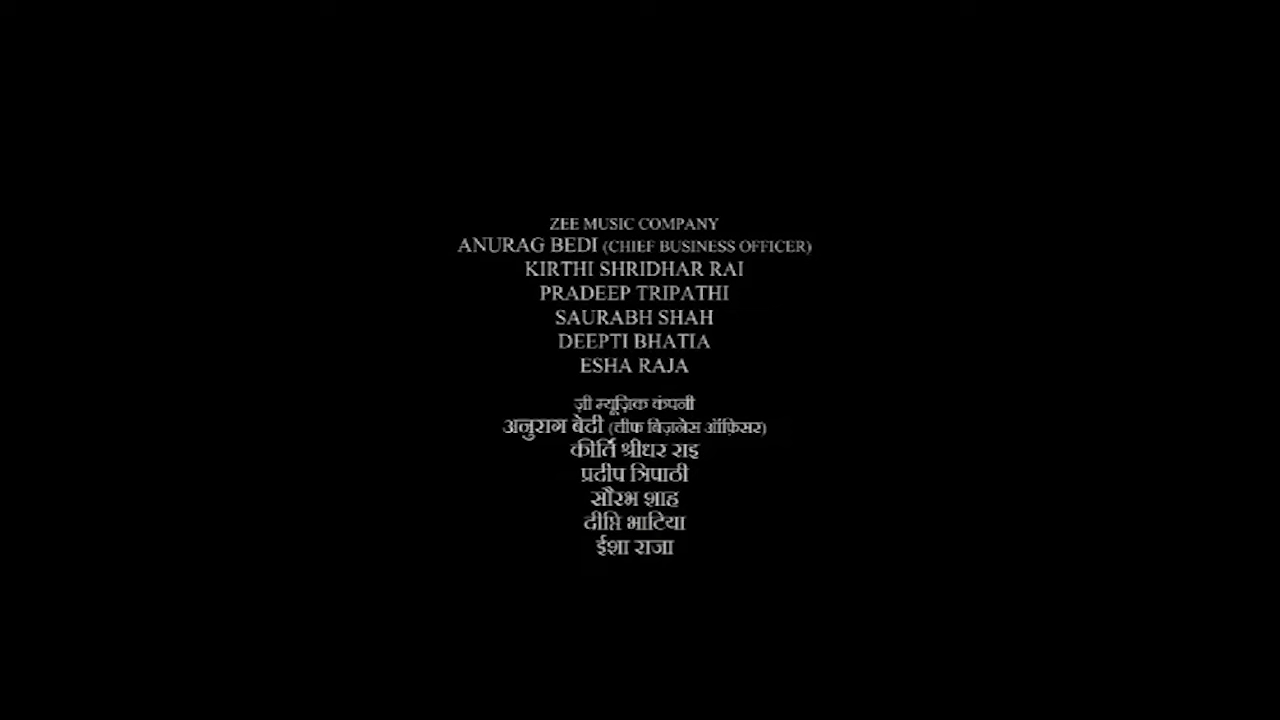 ZEE MUSIC COMPANY
ANURAG BEDI (CHIEF BUSINESS OFFICER)
KIRTHI SHRIDHAR RAI
PRADEEP TRIPATHI
SAURABH SHAH
DEEPTI BHATIA
ESHA RAJA
ज़ी म्यूज़िक कंपनी
अनुराग बेदी (चीफ बिज़नेस ऑफ़िसर)
कीर्ति श्रीधर राइ
प्रदीप त्रिपाठी
सौरभ शाह
दीप्ति भाटिया
ईशा राजा